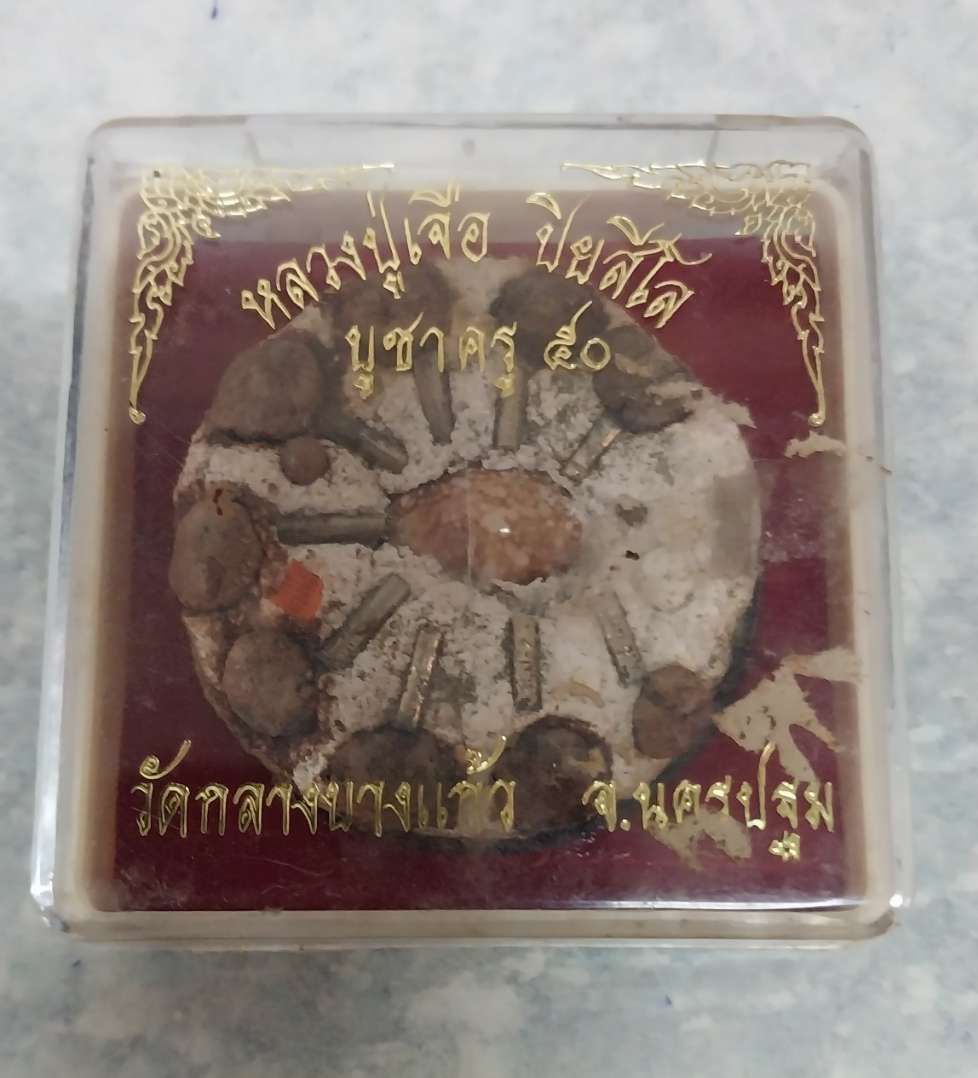 หลวงปู่เจือ ปิยสีโล
บูชาครู ๕๐
วัดกลางบางแก้ว จ.นครปฐม